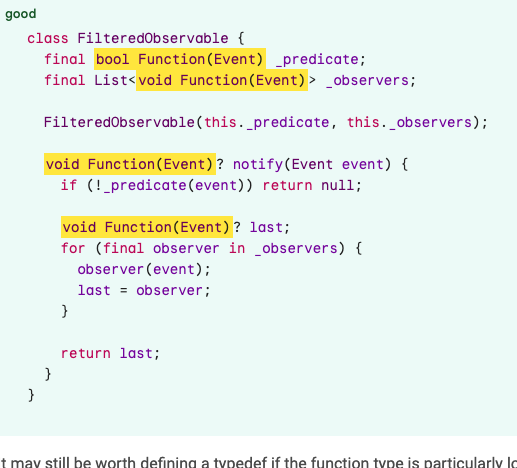 good
class FilteredObservable {
final bool Function(Event) _predicate;
final List<void Function(Event)> _observers;
FilteredObservable(this._predicate, this._observers);
void Function(Event)? notify(Event event) {
if (!_predicate(event)) return null;
void Function(Event)? last;
for (final observer in _observers) {
observer(event);
last = observer;
}
return last;
}
}
t may still be worth defining a typedef if the function type is particularly lo